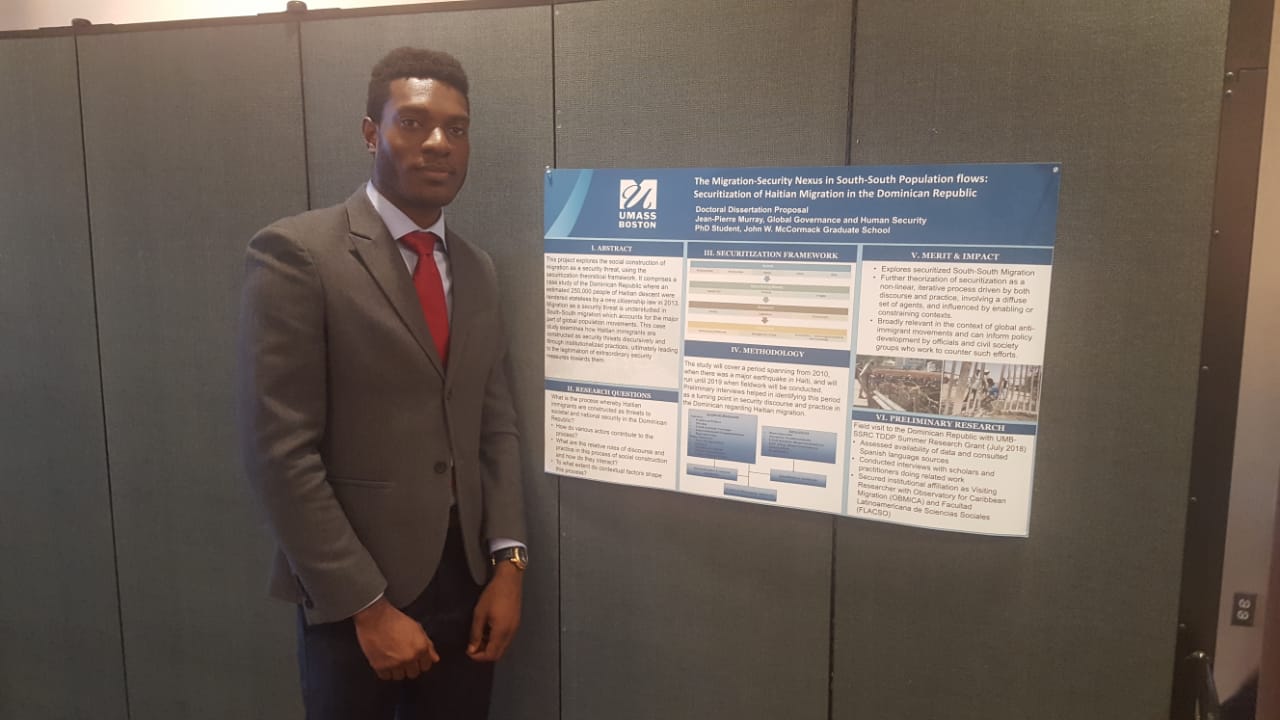 The Migration-Security Nexus in South-South Population flows:
Securitization of Haitian Migration in the Dominican Republic
Doctoral Dissertation Proposal
Jean-Pierre Murray, Global Governance and Human Security
PhD Student, John W. McCormack Graduate School
UMASS
BOSTON
I. ABSTRACT
This project explores the social construction of
migration as a security threat, using the
securitization theoretical framework. It comprises a
case study of the Dominican Republic where an
estimated 250,000 people of Haitian descent were
rendered stateless by a new citizenship law in 2013.
Migration as a security threat is understudied in
South-South migration which accounts for the major
part of global population movements. This case
study examines how Haitian immigrants are
constructed as security threats discursively and
through institutionalized practices, ultimately leading
to the legitimation of extraordinary security
measures towards them.
II. RESEARCH QUESTIONS
What is the process whereby Haitian
immigrants are constructed as threats to
societal and national security in the Dominican
Republic?
• How do various actors contribute to the
process?
• What are the relative roles of discourse and
practice in this process of social construction
and how do they interact?
• To what extent do contextual factors shape
this process?
III. SECURITIZATION FRAMEWORK
IV. METHODOLOGY
The study will cover a period spanning from 2010,
when there was a major earthquake in Haiti, and will
run until 2019 when fieldwork will be conducted.
Preliminary interviews helped in identifying this period
as a turning point in security discourse and practice in
the Dominican regarding Haitian migration.
V. MERIT & IMPACT
• Explores securitized South-South Migration
• Further theorization of securitization as a
non-linear, iterative process driven by both
discourse and practice, involving a diffuse
set of agents, and influenced by enabling or
constraining contexts.
• Broadly relevant in the context of global anti-
immigrant movements and can inform policy
development by officials and civil society
groups who work to counter such efforts.
VI. PRELIMINARY RESEARCH
Field visit to the Dominican Republic with UMB-
SSRC TDDP Summer Research Grant (July 2018)
• Assessed availability of data and consulted
Spanish language sources
• Conducted interviews with scholars and
practitioners doing related work
• Secured institutional affiliation as Visiting
Researcher with Observatory for Caribbean
Migration (OBMICA) and Facultad
Latinoamericana de Sciencias Sociales
(FLACSO)